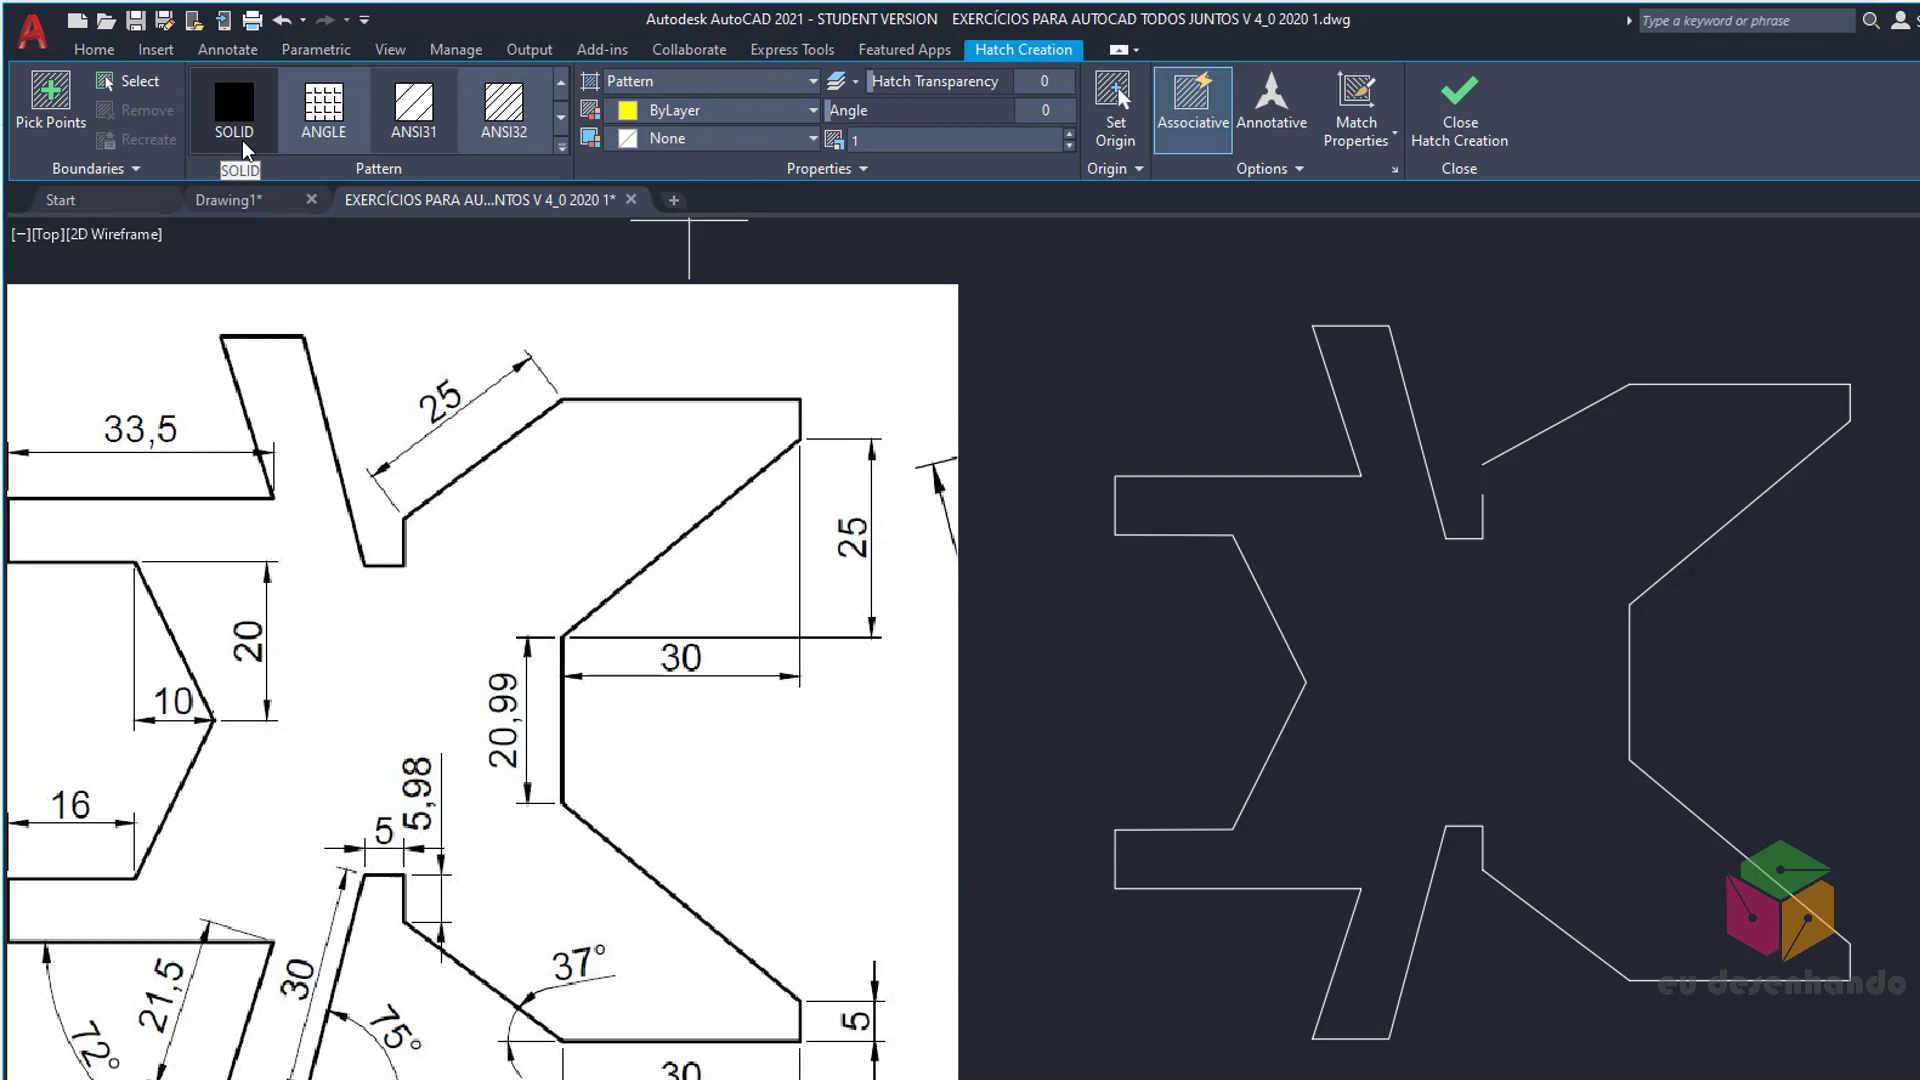 Autodesk AutoCAD 2021 - STUDENT VERSION EXERCÍCIOS PARA AUTOCAD TODOS JUNTOS V 4_0 2020 1.dwg
Type a keyword or phrase
Home Insert Annotate Parametric View Manage Output Add-ins Collaborate Express Tools Featured Apps Hatch Creation
Pick Points
Select
Remove
Recreate
Boundaries
SOLID
ANGLE
ANSI31
ANSI32
SOLID
Pattern
Pattern
ByLayer
None
Hatch Transparency 0
Angle 0
1
Properties
Set
Origin
Origin
Associative
Annotative
Match
Properties
Options
Close
Hatch Creation
Close
Start
Drawing1*
EXERCÍCIOS PARA AU...NTOS V 4_0 2020 1*
[−][Top][2D Wireframe]
25
33,5
25
20
30
10
20,99
16
5,98
5
37°
30
21,5
75°
72°
5
30
eu desenhando